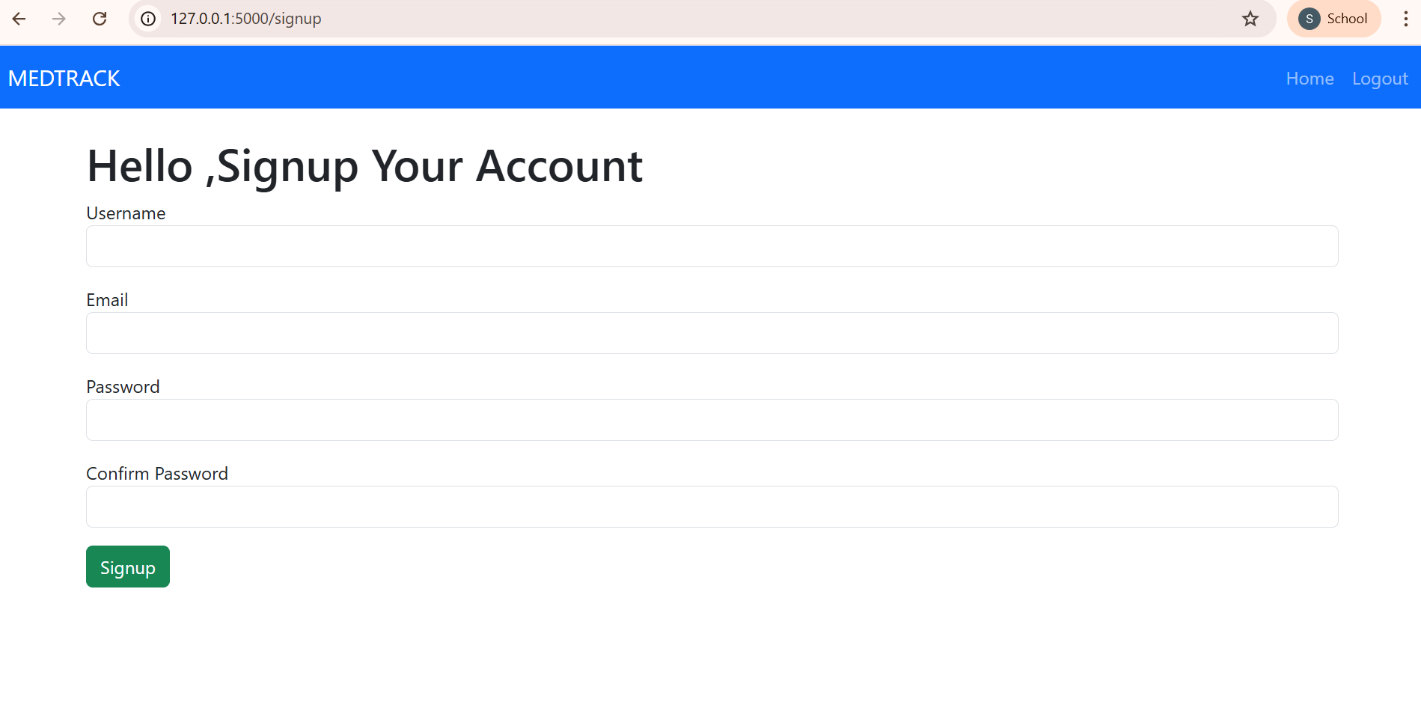 127.0.0.1:5000/signup
S School
MEDTRACK
Home Logout
Hello ,Signup Your Account
Username
Email
Password
Confirm Password
Signup